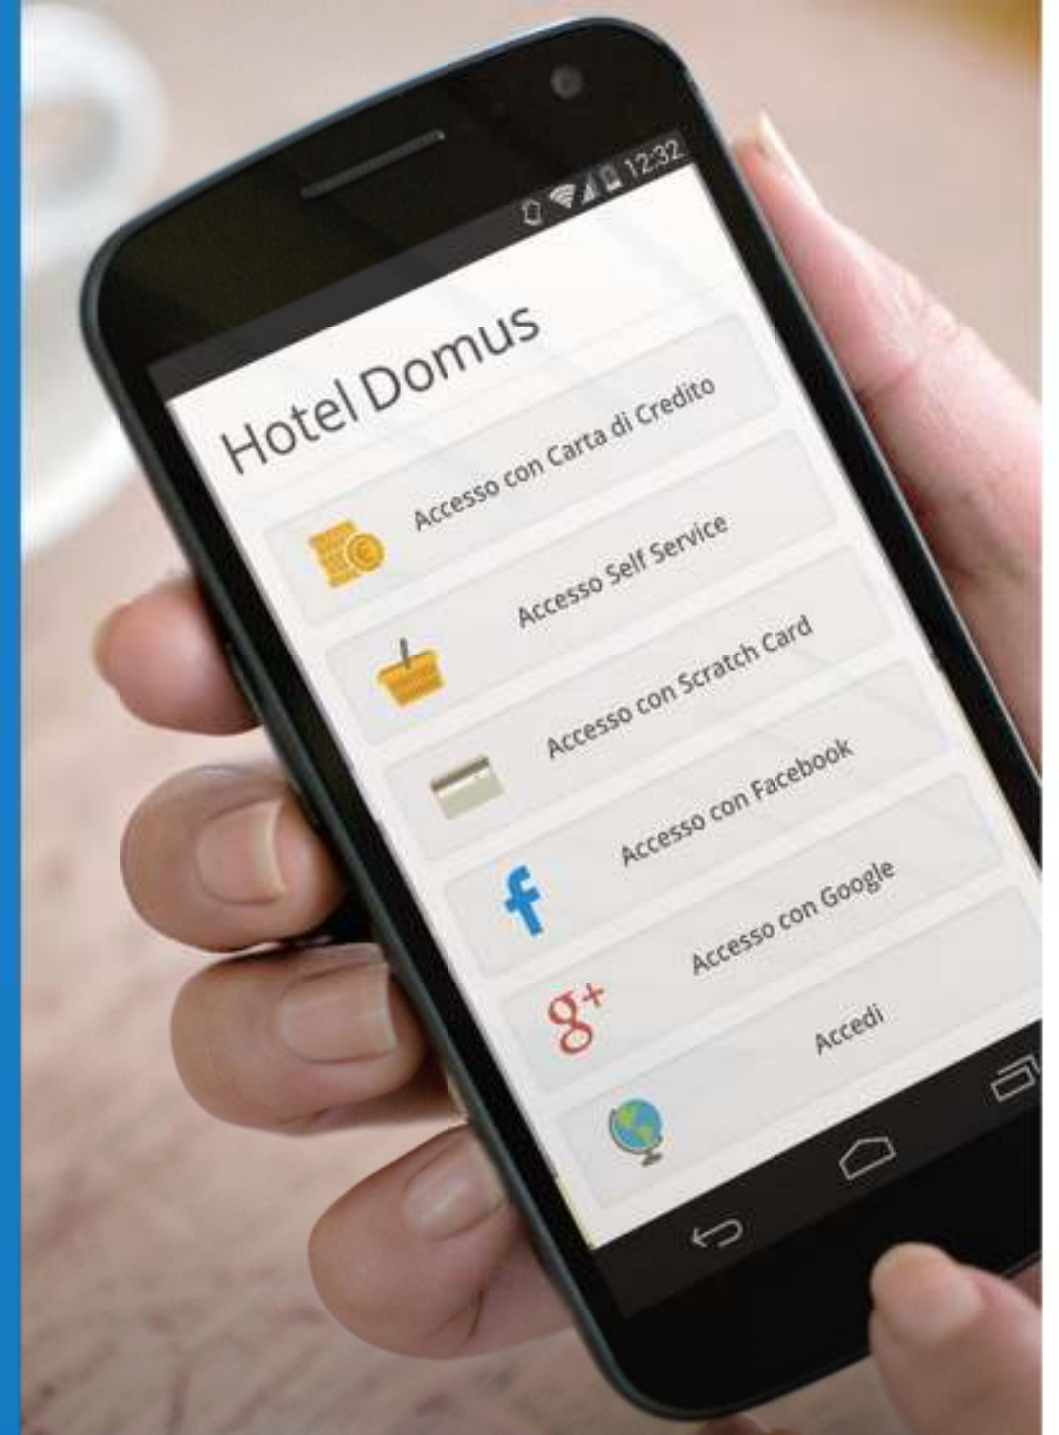 12:32
Hotel Domus
Accesso con Carta di Credito
Accesso Self Service
Accesso con Scratch Card
Accesso con Facebook
Accesso con Google
Accedi